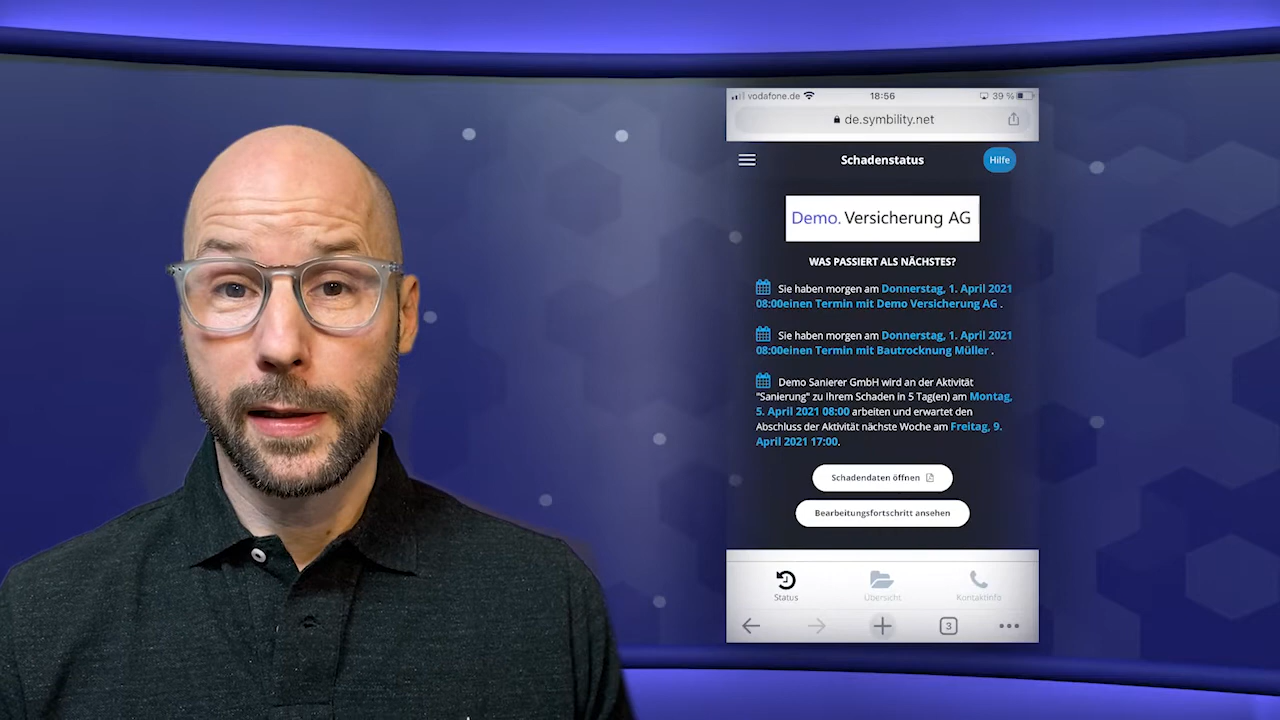 vodafone.de 18:56 39 %
de.symbility.net
Schadenstatus Hilfe
Demo. Versicherung AG
WAS PASSIERT ALS NÄCHSTES?
Sie haben morgen am Donnerstag, 1. April 2021
08:00einen Termin mit Demo Versicherung AG .
Sie haben morgen am Donnerstag, 1. April 2021
08:00einen Termin mit Bautrocknung Müller .
Demo Sanierer GmbH wird an der Aktivität
"Sanierung" zu Ihrem Schaden in 5 Tag(en) am Montag,
5. April 2021 08:00 arbeiten und erwartet den
Abschluss der Aktivität nächste Woche am Freitag, 9.
April 2021 17:00.
Schadendaten öffnen
Bearbeitungsfortschritt ansehen
Status Übersicht Kontaktinfo
3